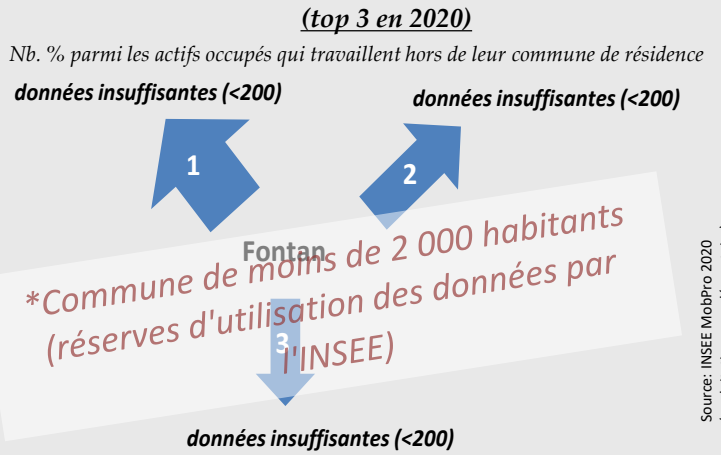 (top 3 en 2020)
Nb. % parmi les actifs occupés qui travaillent hors de leur commune de résidence
données insuffisantes (<200)
données insuffisantes (<200)
1
2
Fontan
*Commune de moins de 2 000 habitants
(réserves d'utilisation des données par
l'INSEE)
3
données insuffisantes (<200)
Source: INSEE MobPro 2020